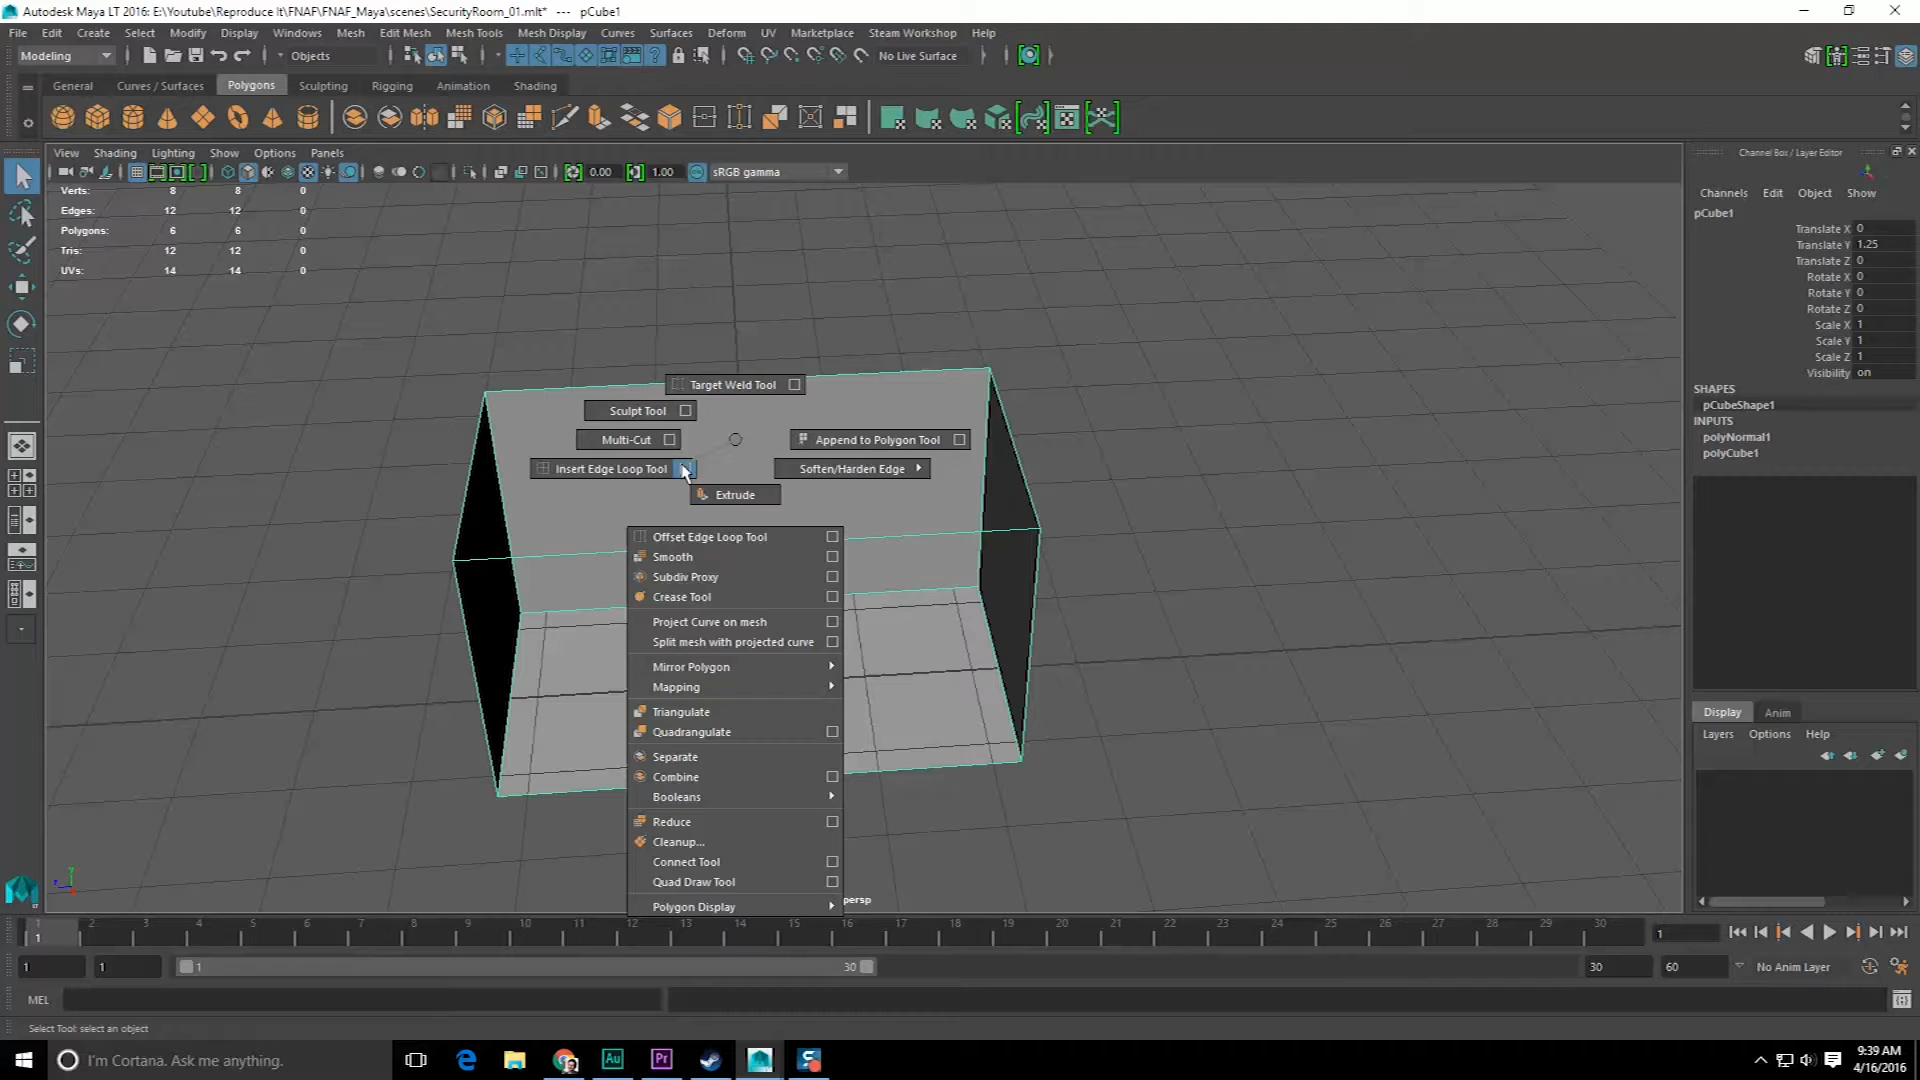 Autodesk Maya LT 2016: E:\Youtube\Reproduce It\FNAF\FNAF_Maya\scenes\SecurityRoom_01.mlt* --- pCube1
File Edit Create Select Modify Display Windows Mesh Edit Mesh Mesh Tools Mesh Display Curves Surfaces Deform UV Marketplace Steam Workshop Help
Modeling Objects No Live Surface
General Curves / Surfaces Polygons Sculpting Rigging Animation Shading
View Shading Lighting Show Options Panels
0.00 1.00 sRGB gamma
Verts: 8 8 0
Edges: 12 12 0
Polygons: 6 6 0
Tris: 12 12 0
UVs: 14 14 0
Target Weld Tool
Sculpt Tool
Multi-Cut
Append to Polygon Tool
Insert Edge Loop Tool
Soften/Harden Edge
Extrude
Offset Edge Loop Tool
Smooth
Subdiv Proxy
Crease Tool
Project Curve on mesh
Split mesh with projected curve
Mirror Polygon
Mapping
Triangulate
Quadrangulate
Separate
Combine
Booleans
Reduce
Cleanup...
Connect Tool
Quad Draw Tool
Polygon Display
persp
Channel Box / Layer Editor
Channels Edit Object Show
pCube1
Translate X 0
Translate Y 1.25
Translate Z 0
Rotate X 0
Rotate Y 0
Rotate Z 0
Scale X 1
Scale Y 1
Scale Z 1
Visibility on
SHAPES
pCubeShape1
INPUTS
polyNormal1
polyCube1
Display Anim
Layers Options Help
1 2 3 4 5 6 7 8 9 10 11 12 13 14 15 16 17 18 19 20 21 22 23 24 25 26 27 28 29 30
1 1
1 1 1 30 30 60 No Anim Layer
MEL
Select Tool: select an object
I'm Cortana. Ask me anything.
Au Pr
9:39 AM
4/16/2016